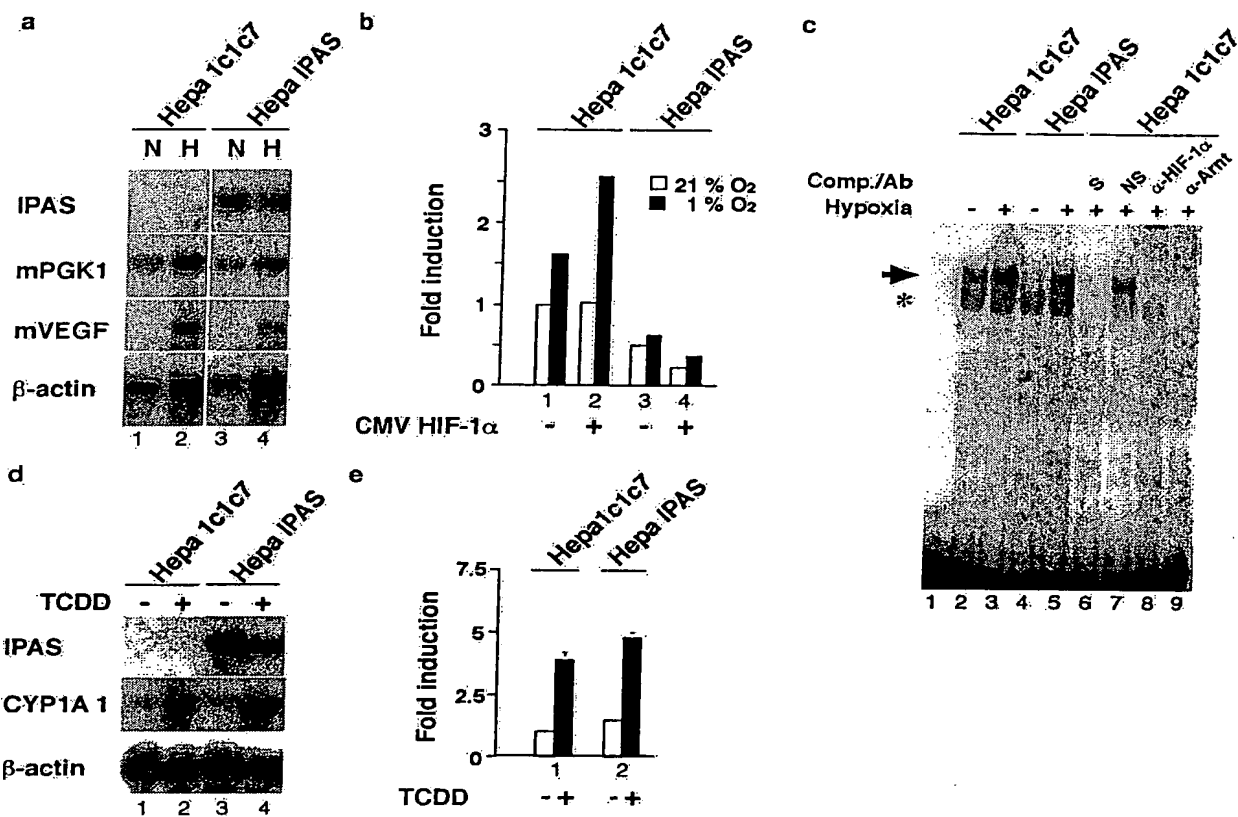 a
Hepa 1c1c7
Hepa IPAS
N H N H
IPAS
mPGK1
mVEGF
β-actin
1 2 3 4
b
Hepa 1c1c7
Hepa IPAS
3
2
1
0
Fold induction
21 % O₂
1 % O₂
1 2 3 4
CMV HIF-1α - + - +
c
Hepa 1c1c7
Hepa IPAS
Hepa 1c1c7
Comp./Ab S NS α-HIF-1α α-Arnt
Hypoxia - + - + + + + +
*
1 2 3 4 5 6 7 8 9
d
Hepa 1c1c7
Hepa IPAS
TCDD - + - +
IPAS
CYP1A 1
β-actin
1 2 3 4
e
Hepa1c1c7
Hepa IPAS
7.5
5
2.5
0
Fold induction
1 2
TCDD - + - +